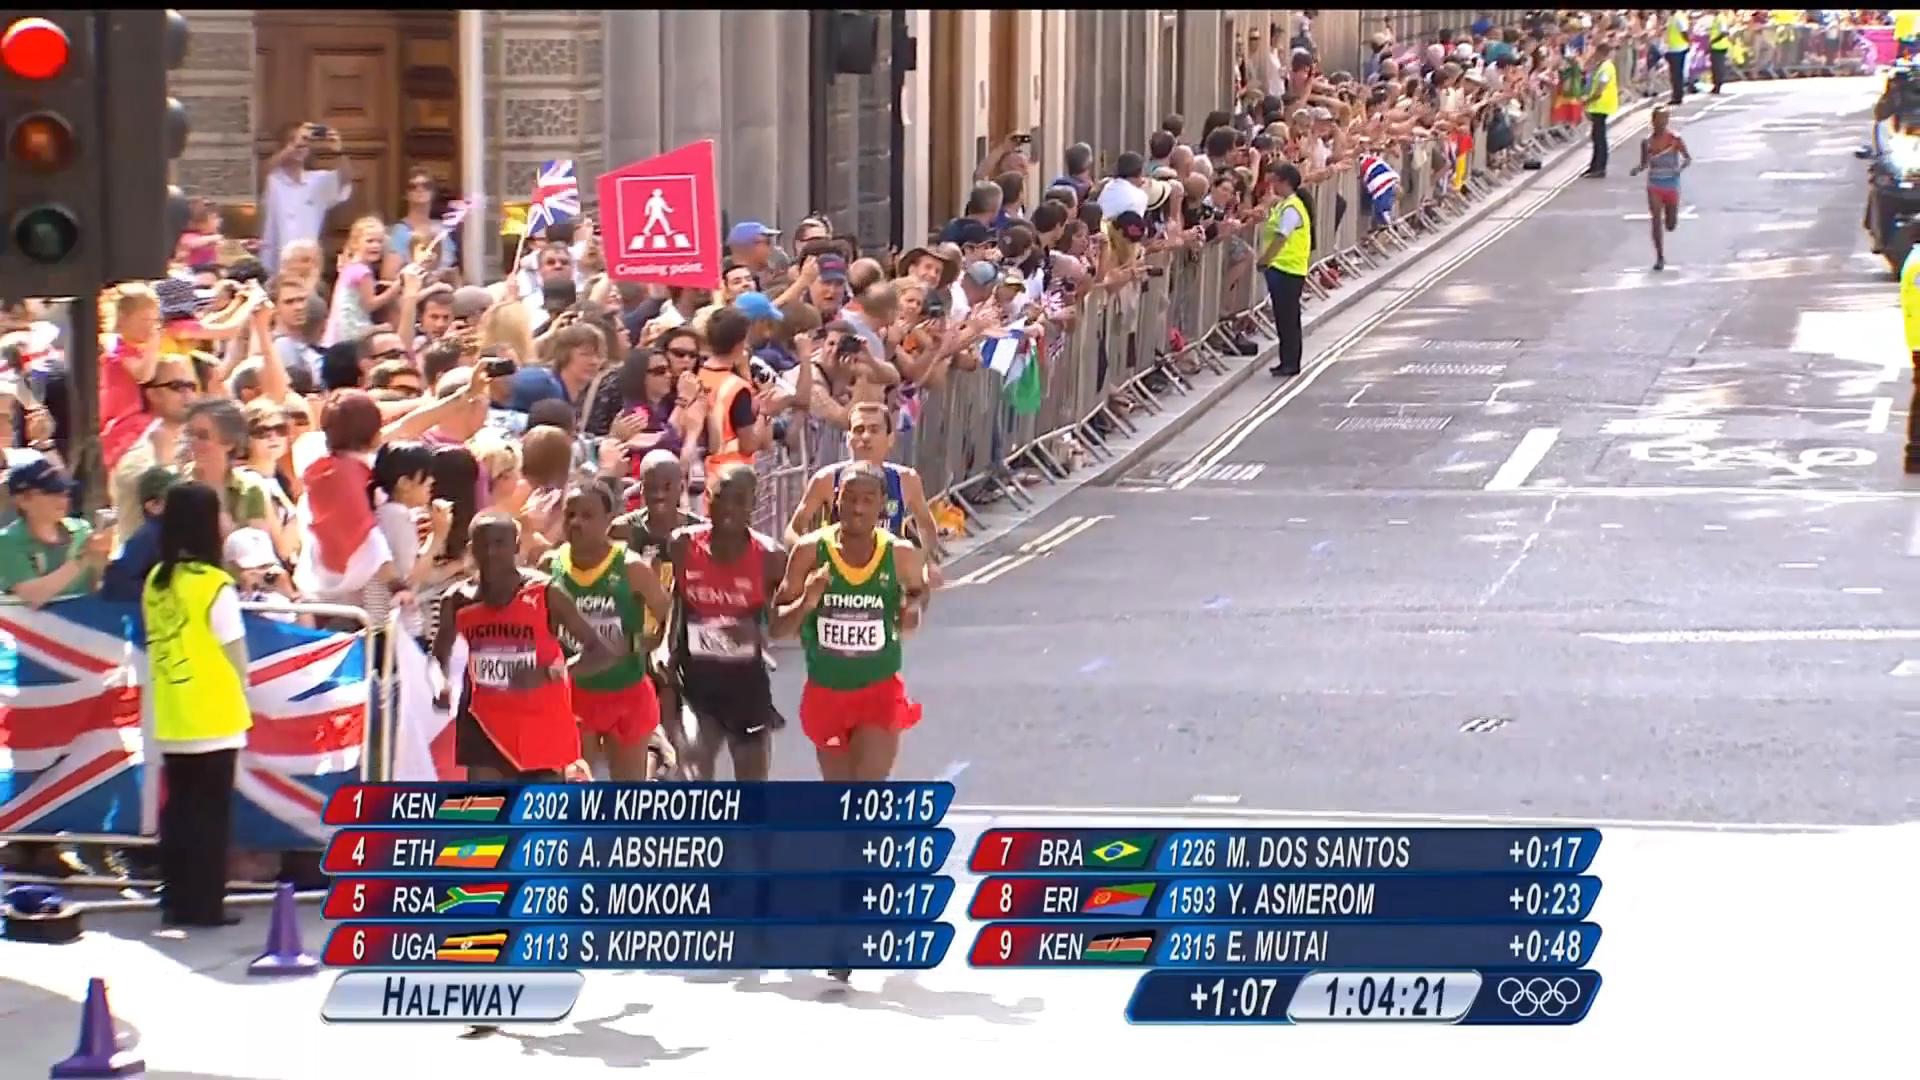 Crossing point
UGANDA
ETHIOPIA
KENYA
FELEKE
1 KEN 2302 W. KIPROTICH 1:03:15
4 ETH 1676 A. ABSHERO +0:16
5 RSA 2786 S. MOKOKA +0:17
6 UGA 3113 S. KIPROTICH +0:17
7 BRA 1226 M. DOS SANTOS +0:17
8 ERI 1593 Y. ASMEROM +0:23
9 KEN 2315 E. MUTAI +0:48
HALFWAY
+1:07 1:04:21